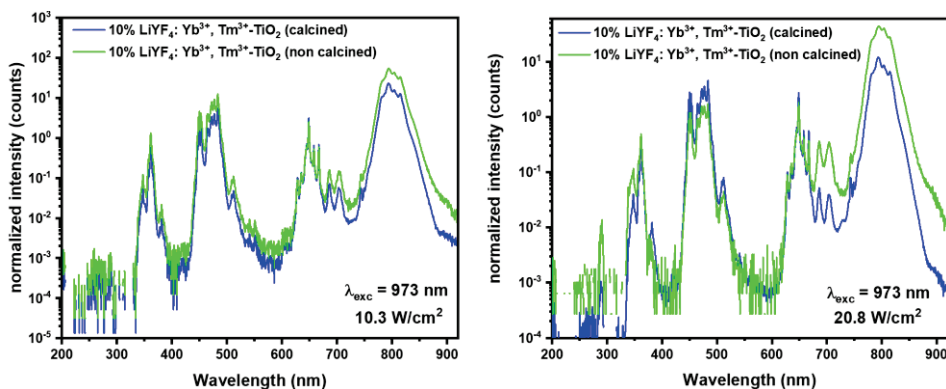 10% LiYF₄: Yb³⁺, Tm³⁺-TiO₂ (calcined)
10% LiYF₄: Yb³⁺, Tm³⁺-TiO₂ (non calcined)
normalized intensity (counts)
10³
10²
10¹
10⁰
10⁻¹
10⁻²
10⁻³
10⁻⁴
10⁻⁵
λexc = 973 nm
10.3 W/cm²
200 300 400 500 600 700 800 900
Wavelength (nm)
10% LiYF₄: Yb³⁺, Tm³⁺-TiO₂ (calcined)
10% LiYF₄: Yb³⁺, Tm³⁺-TiO₂ (non calcined)
normalized intensity (counts)
10¹
10⁰
10⁻¹
10⁻²
10⁻³
10⁻⁴
λexc = 973 nm
20.8 W/cm²
200 300 400 500 600 700 800 900
Wavelength (nm)